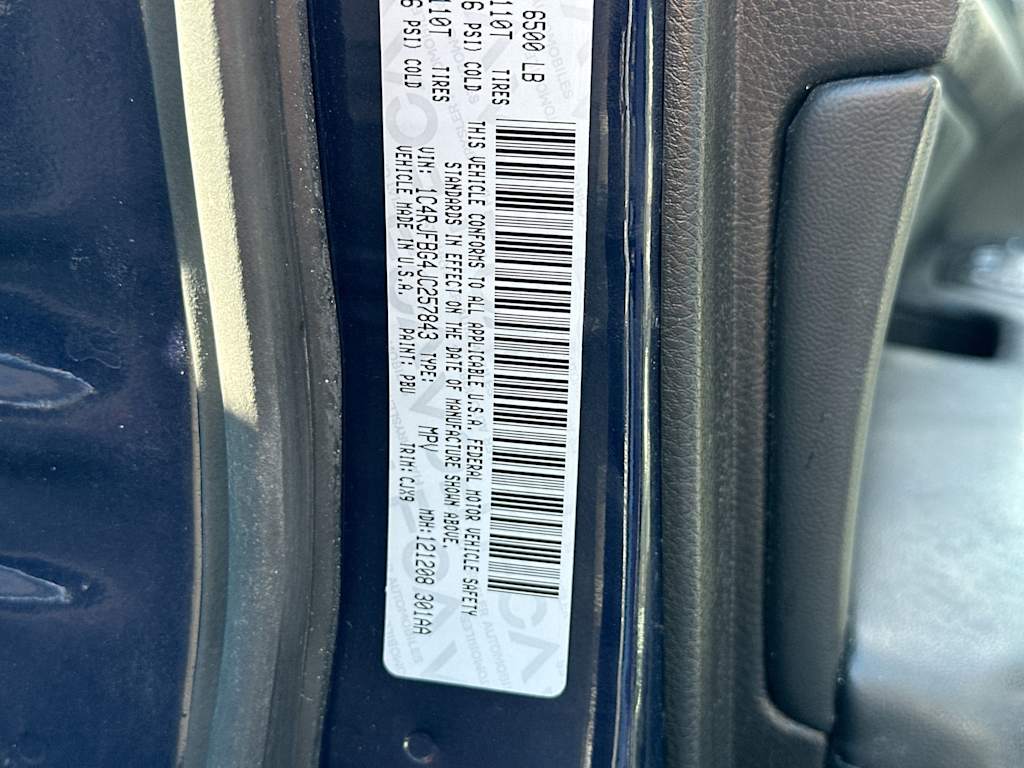 6500 LB
110T TIRES
6 PSI) COLD
110T TIRES
6 PSI) COLD
THIS VEHICLE CONFORMS TO ALL APPLICABLE U.S.A. FEDERAL MOTOR VEHICLE SAFETY
STANDARDS IN EFFECT ON THE DATE OF MANUFACTURE SHOWN ABOVE.
VIN: 1C4RJFBG4JC257843 TYPE: MPV MDH:121208 301AA
VEHICLE MADE IN U.S.A. PAINT: PBU TRIM: CJX9